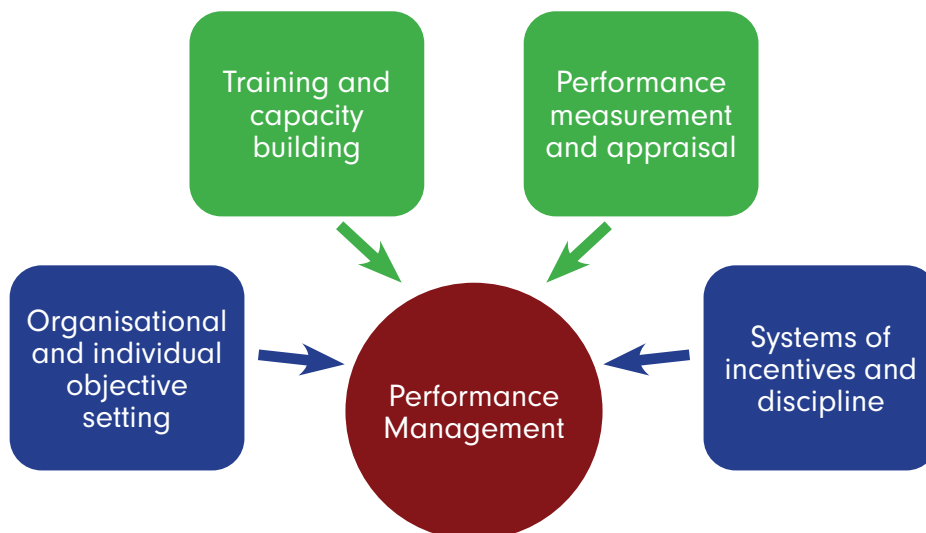 Training and
capacity
building
Performance
measurement
and appraisal
Organisational
and individual
objective
setting
Performance
Management
Systems of
incentives and
discipline